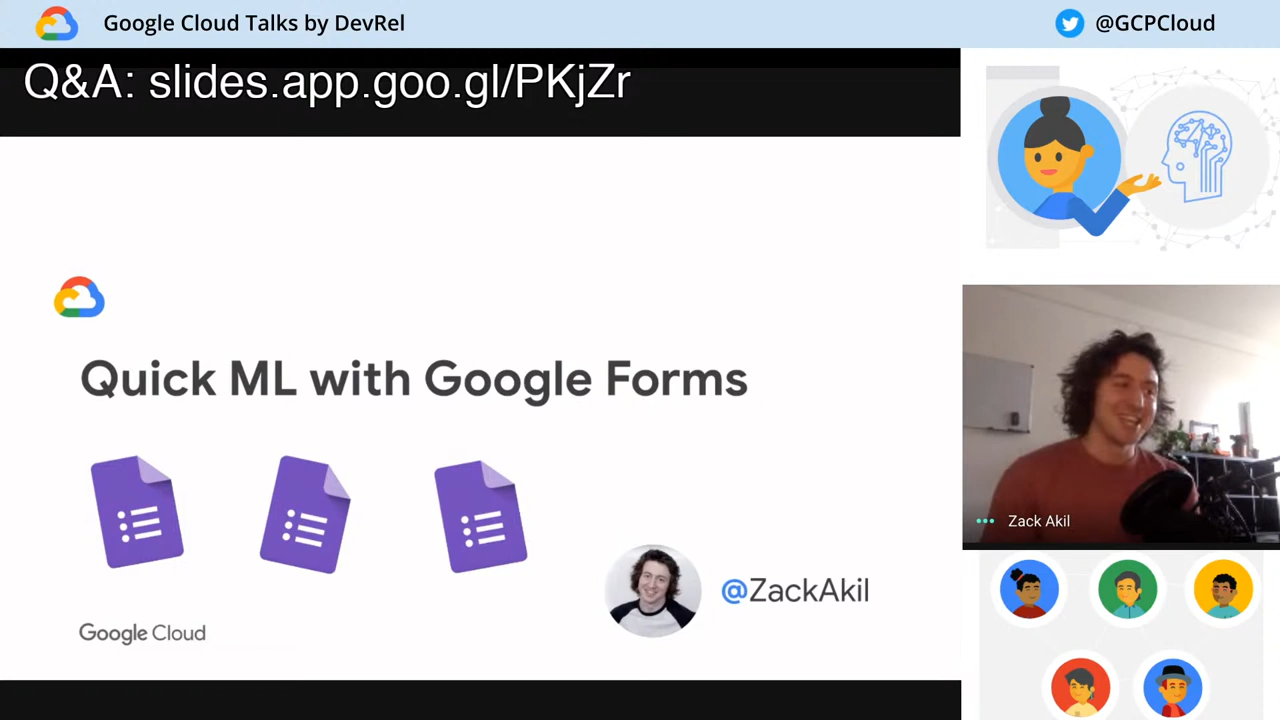 Google Cloud Talks by DevRel
@GCPCloud
Q&A: slides.app.goo.gl/PKjZr
Quick ML with Google Forms
Zack Akil
@ZackAkil
Google Cloud